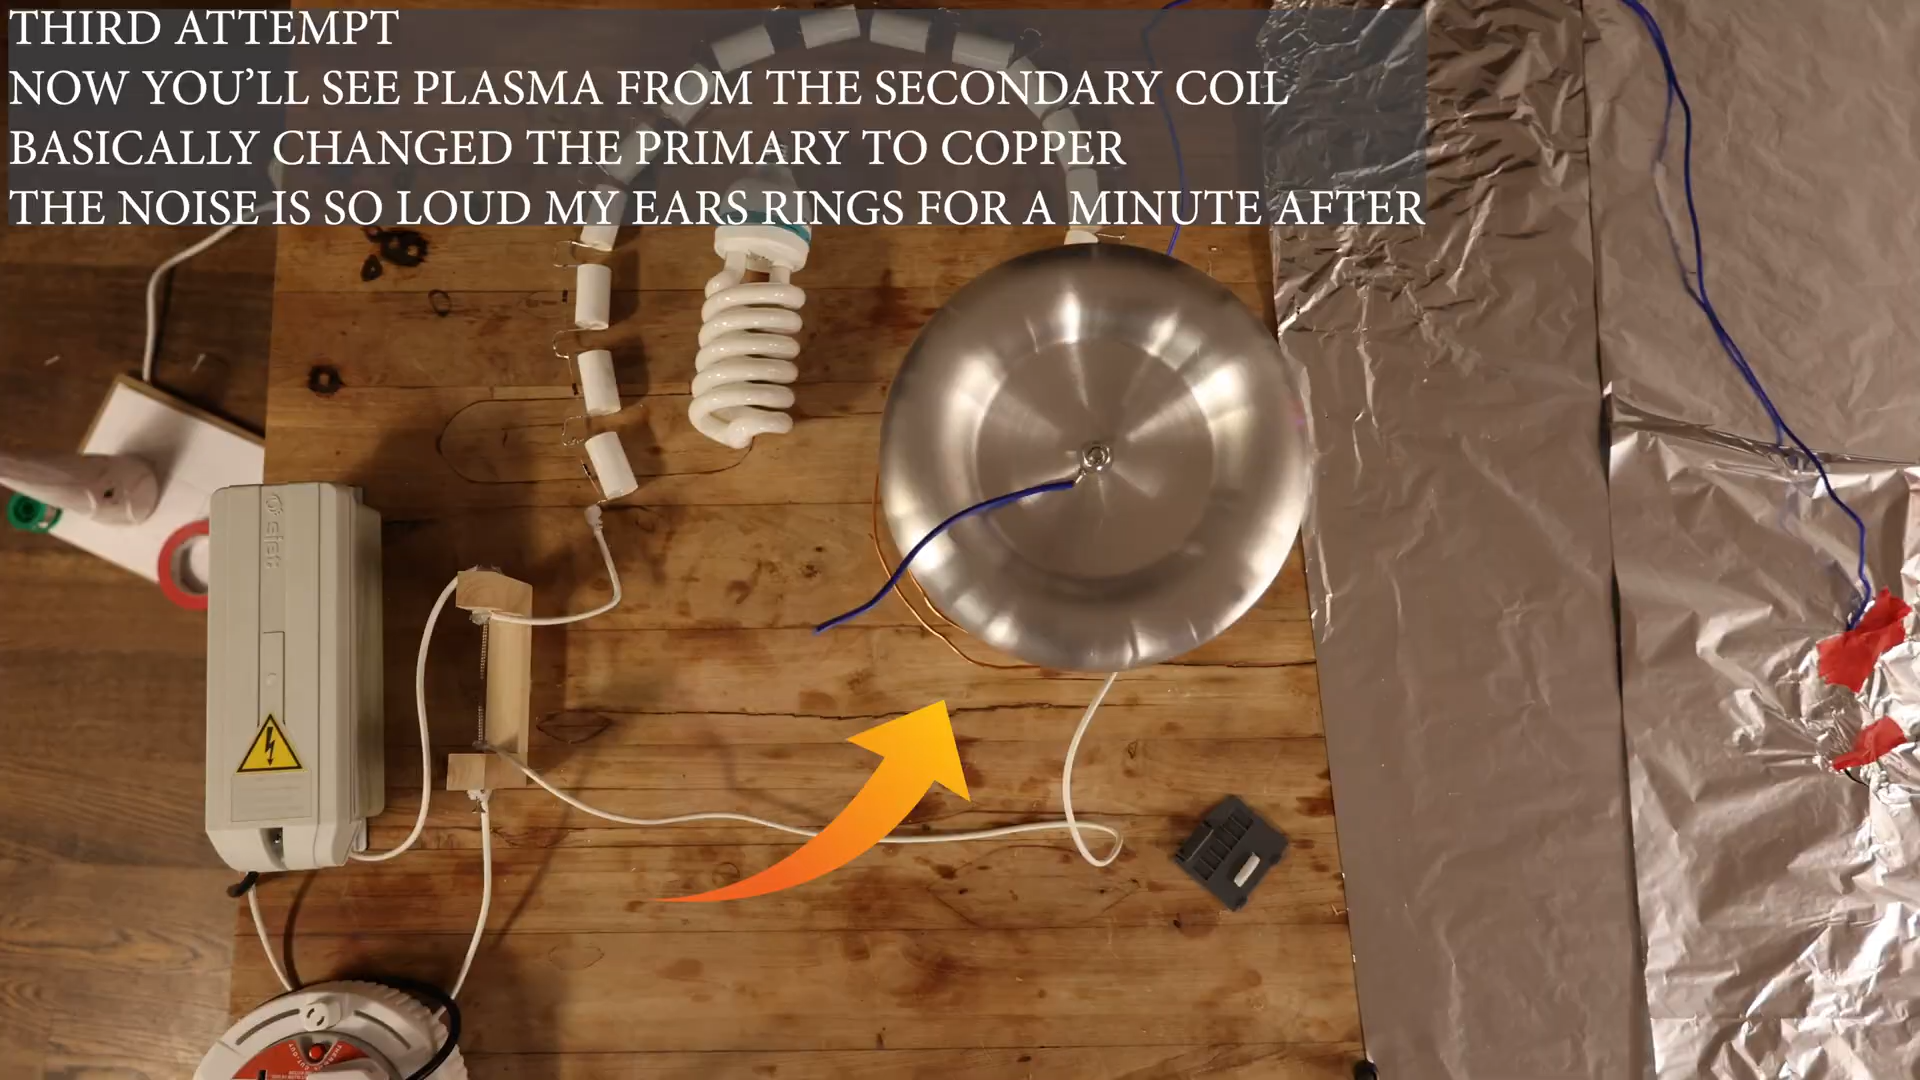 THIRD ATTEMPT
NOW YOU'LL SEE PLASMA FROM THE SECONDARY COIL
BASICALLY CHANGED THE PRIMARY TO COPPER
THE NOISE IS SO LOUD MY EARS RINGS FOR A MINUTE AFTER